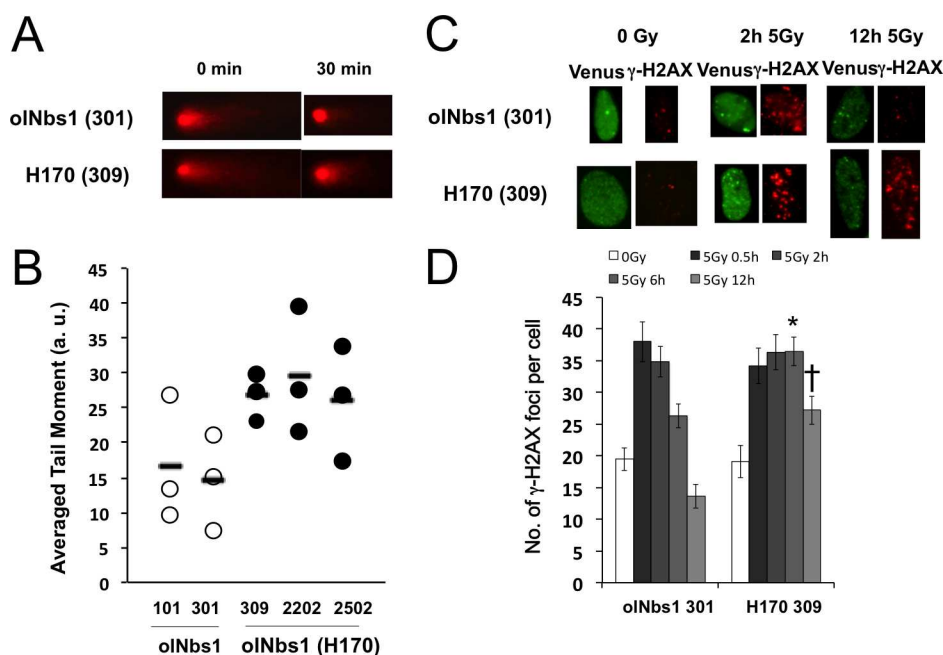 A
0 min 30 min
olNbs1 (301)
H170 (309)
B
Averaged Tail Moment (a. u.)
45
40
35
30
25
20
15
10
5
0
101 301 309 2202 2502
olNbs1 olNbs1 (H170)
C
0 Gy 2h 5Gy 12h 5Gy
Venus γ-H2AX Venus γ-H2AX Venus γ-H2AX
olNbs1 (301)
H170 (309)
D
0Gy 5Gy 0.5h 5Gy 2h
5Gy 6h 5Gy 12h
No. of γ-H2AX foci per cell
45
40
35
30
25
20
15
10
5
0
*
†
olNbs1 301 H170 309